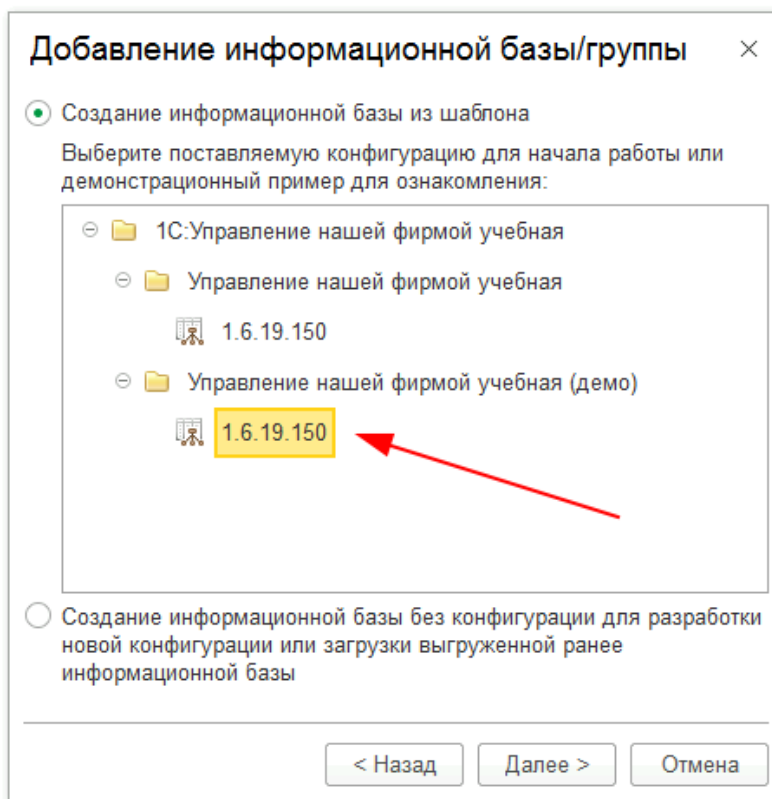 Добавление информационной базы/группы
Создание информационной базы из шаблона
Выберите поставляемую конфигурацию для начала работы или
демонстрационный пример для ознакомления:
1С:Управление нашей фирмой учебная
Управление нашей фирмой учебная
1.6.19.150
Управление нашей фирмой учебная (демо)
1.6.19.150
Создание информационной базы без конфигурации для разработки
новой конфигурации или загрузки выгруженной ранее
информационной базы
< Назад Далее > Отмена